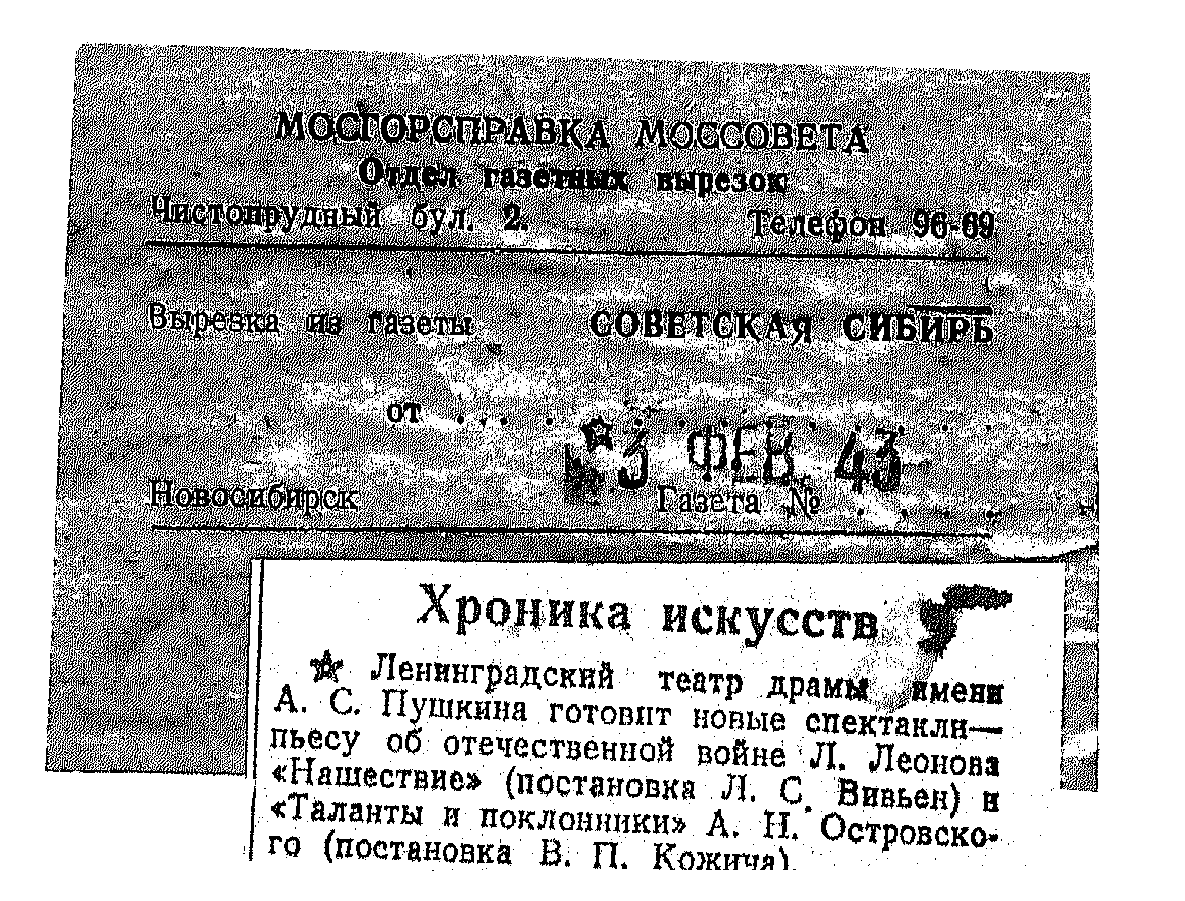 МОСГОРСПРАВКА МОССОВЕТА
Отдел газетных вырезок
Чистопрудный бул. 2. Телефон 96-69
Вырезка из газеты СОВЕТСКАЯ СИБИРЬ
от . . . . 3 ФЕВ 43 . . .
Новосибирск Газета № . . . .
Хроника искусств
☆ Ленинградский театр драмы имени
А. С. Пушкина готовит новые спектакли—
пьесу об отечественной войне Л. Леонова
«Нашествие» (постановка Л. С. Вивьен) и
«Таланты и поклонники» А. Н. Островско-
го (постановка В. П. Кожича).